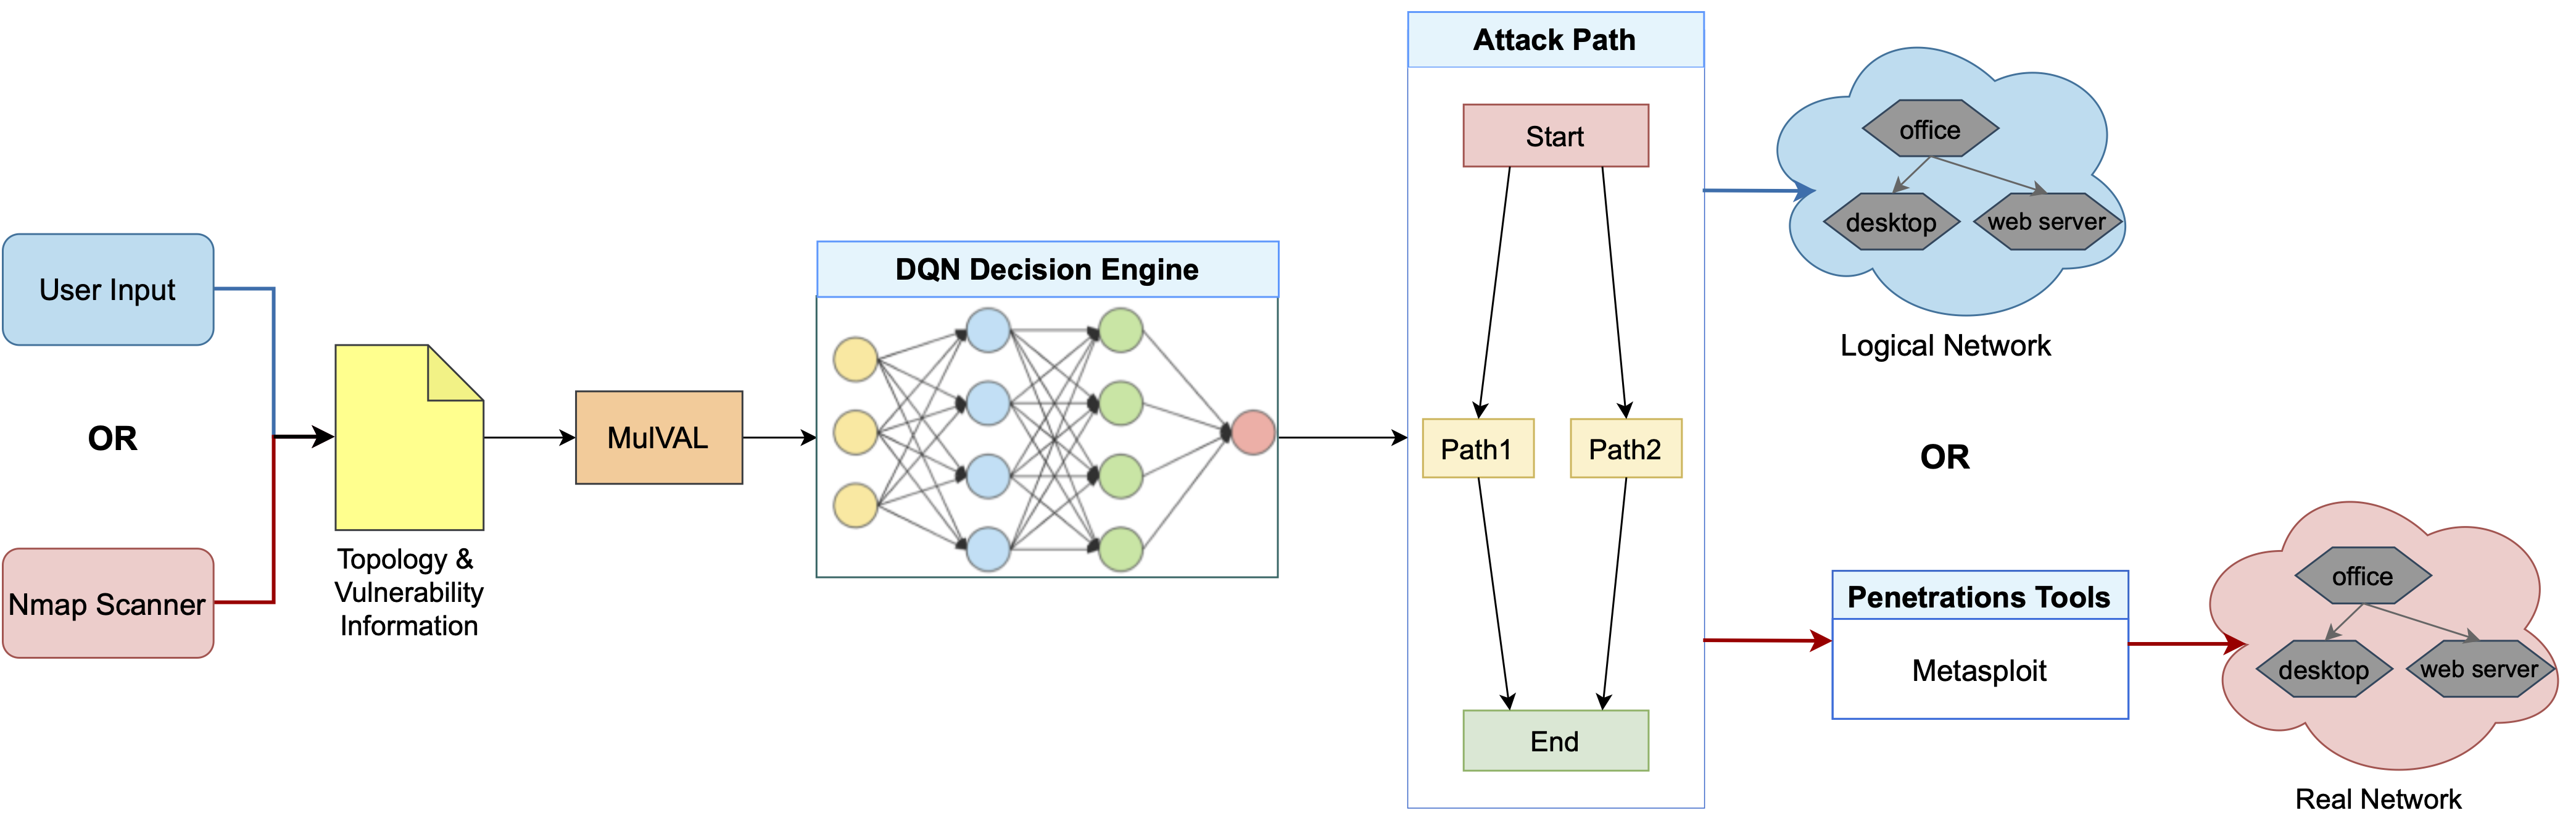 User Input
OR
Nmap Scanner
Topology &
Vulnerability
Information
MulVAL
DQN Decision Engine
Attack Path
Start
Path1
Path2
End
office
desktop
web server
Logical Network
OR
Penetrations Tools
Metasploit
office
desktop
web server
Real Network